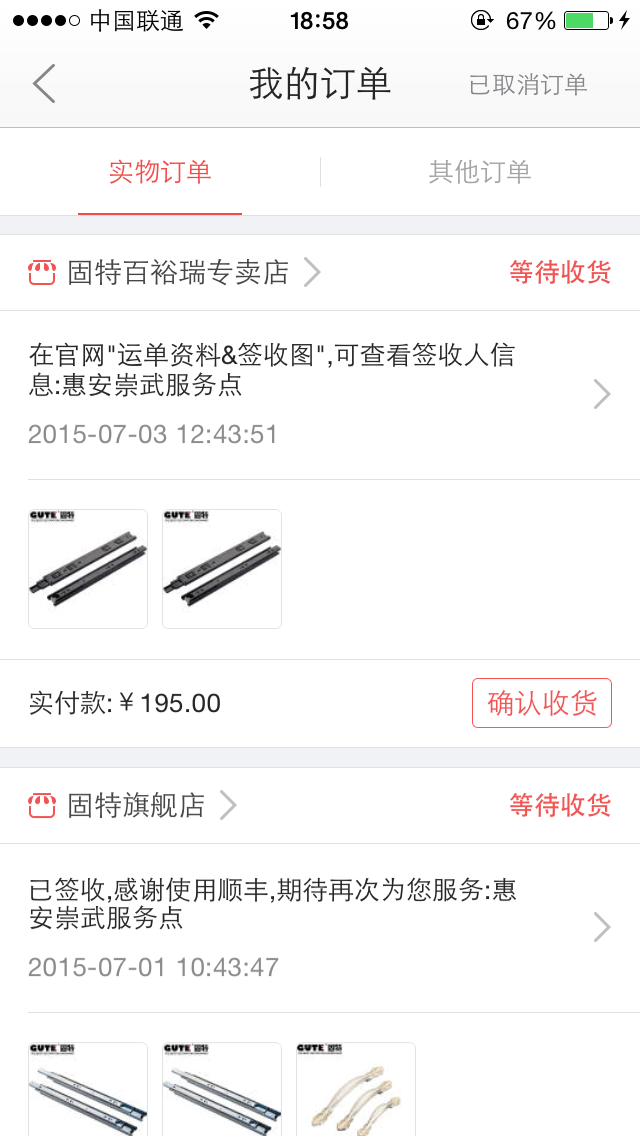 中国联通 18:58 67%
我的订单 已取消订单
实物订单 其他订单
固特百裕瑞专卖店 等待收货
在官网"运单资料&签收图",可查看签收人信
息:惠安崇武服务点
2015-07-03 12:43:51
GUTE 固特 GUTE 固特
实付款:￥195.00 确认收货
固特旗舰店 等待收货
已签收,感谢使用顺丰,期待再次为您服务:惠
安崇武服务点
2015-07-01 10:43:47
GUTE 固特 GUTE 固特 GUTE 固特